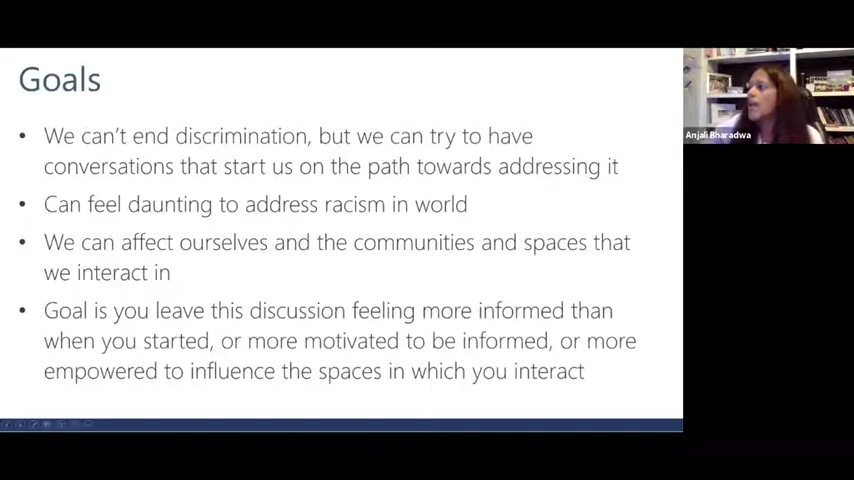 Goals
• We can't end discrimination, but we can try to have
conversations that start us on the path towards addressing it
• Can feel daunting to address racism in world
• We can affect ourselves and the communities and spaces that
we interact in
• Goal is you leave this discussion feeling more informed than
when you started, or more motivated to be informed, or more
empowered to influence the spaces in which you interact
Anjali Bharadwa